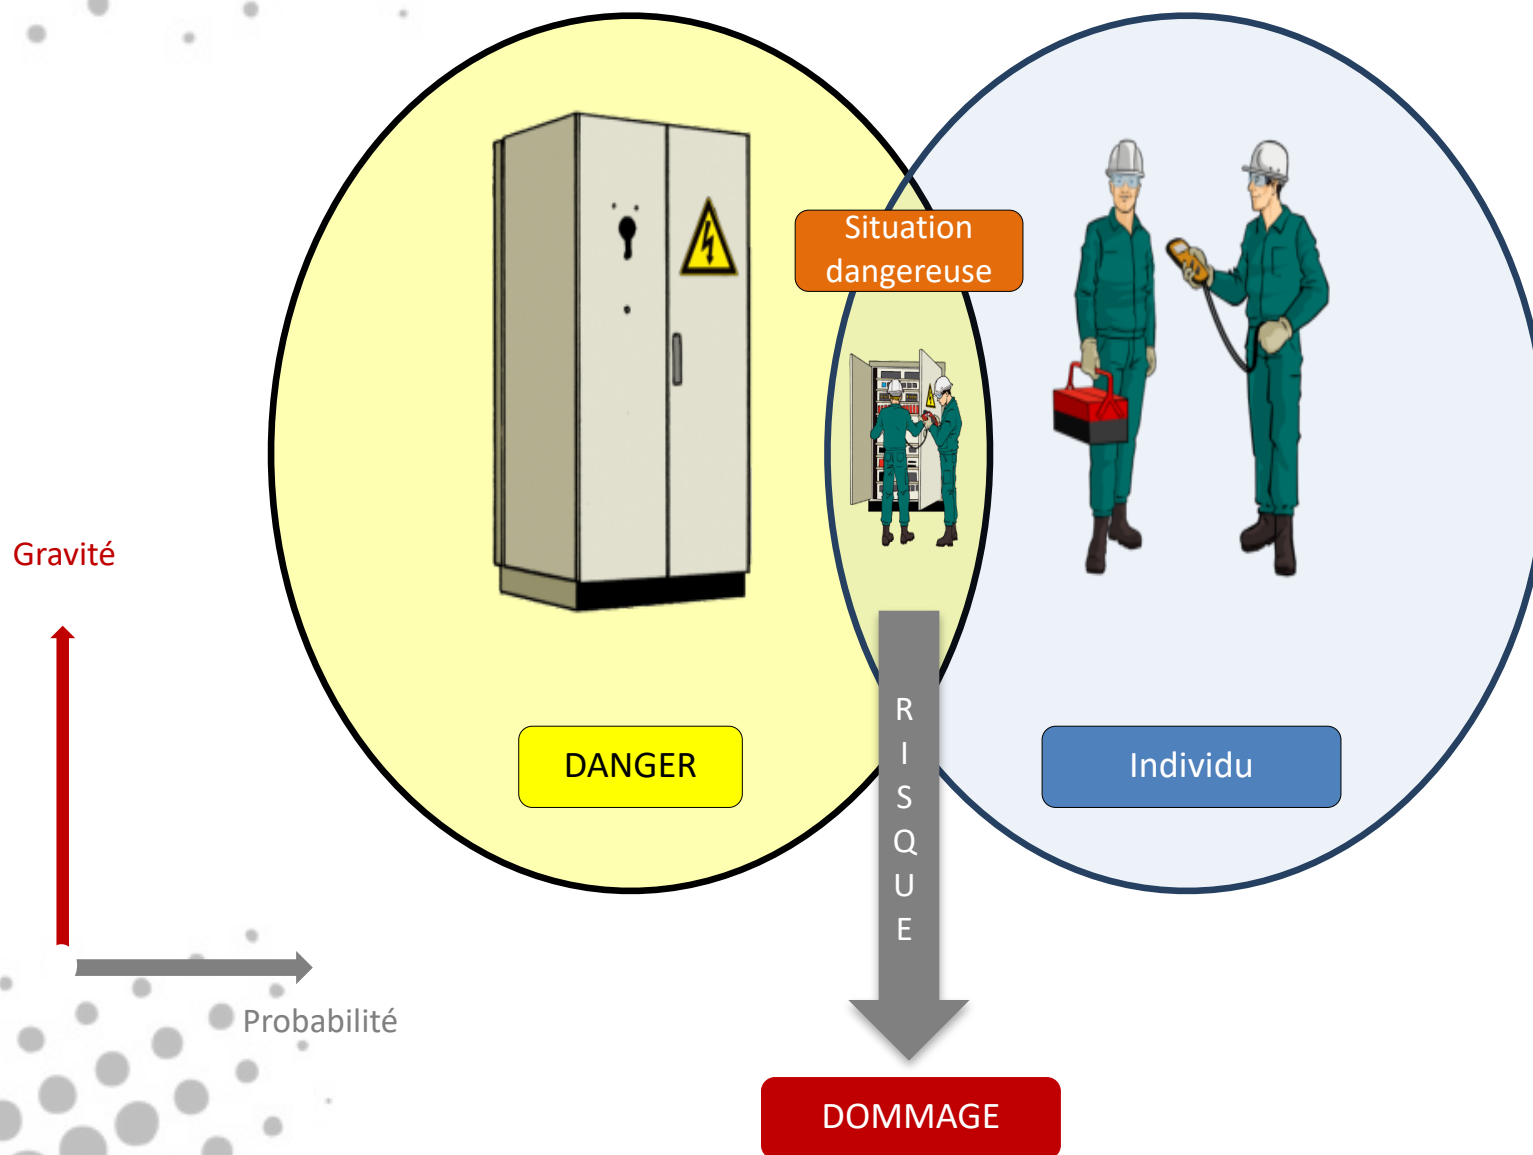 Situation
dangereuse
Gravité
R
I
S
Q
U
E
DANGER
Individu
Probabilité
DOMMAGE